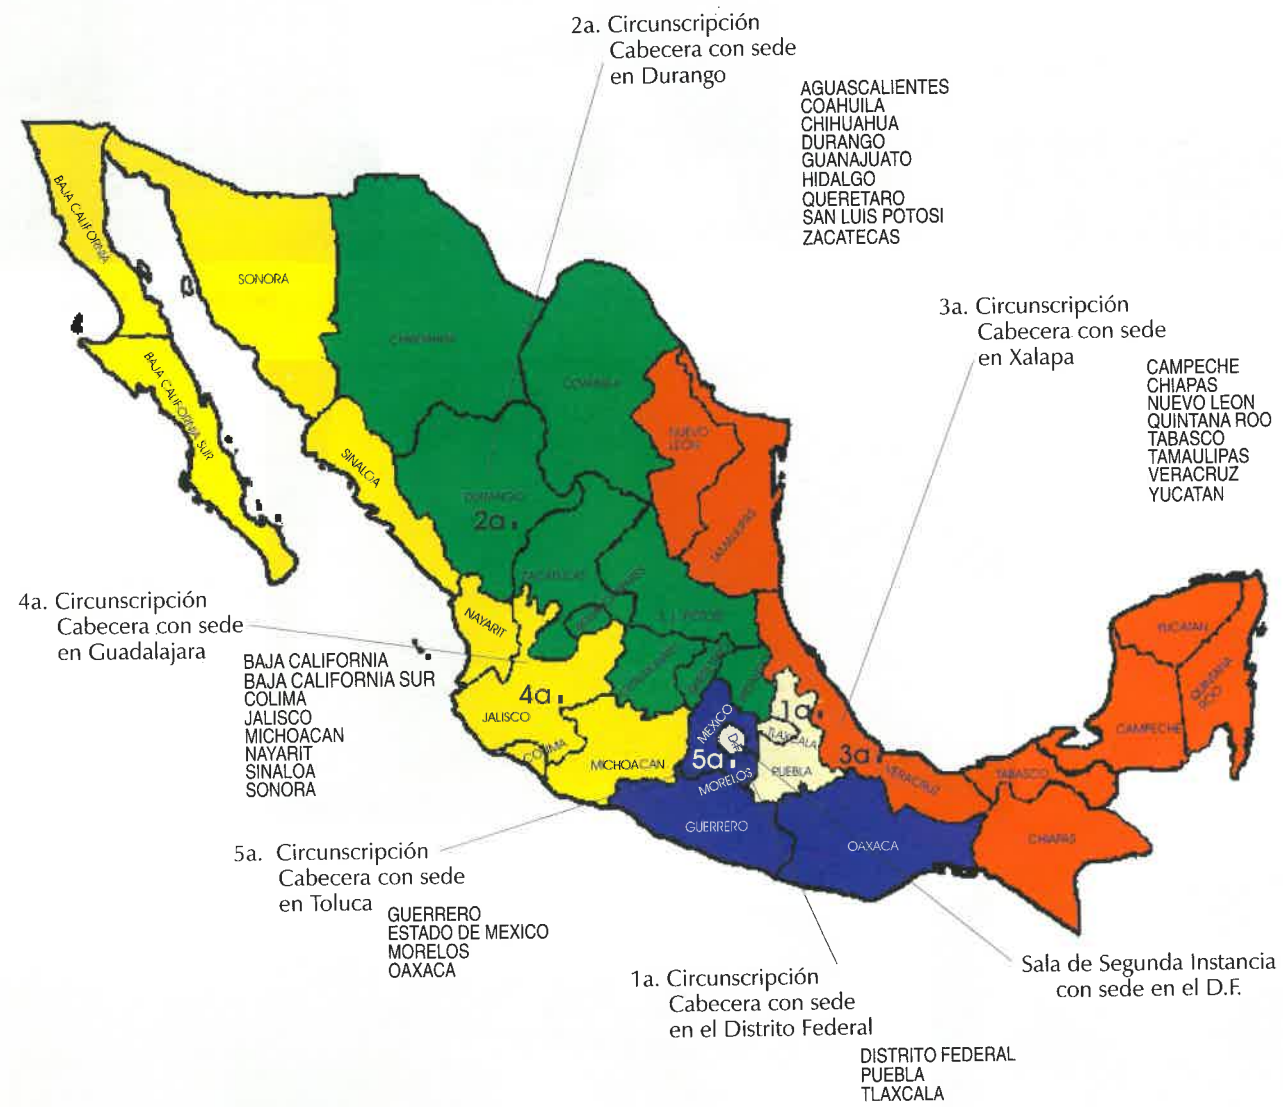 2a. Circunscripción
Cabecera con sede
en Durango
AGUASCALIENTES
COAHUILA
CHIHUAHUA
DURANGO
GUANAJUATO
HIDALGO
QUERETARO
SAN LUIS POTOSI
ZACATECAS
3a. Circunscripción
Cabecera con sede
en Xalapa
CAMPECHE
CHIAPAS
NUEVO LEON
QUINTANA ROO
TABASCO
TAMAULIPAS
VERACRUZ
YUCATAN
BAJA CALIFORNIA
SONORA
CHIHUAHUA
COAHUILA
BAJA CALIFORNIA SUR
SINALOA
NUEVO
LEON
DURANGO
2a.
TAMAULIPAS
ZACATECAS
NAYARIT
S.L. POTOSI
4a.
JALISCO
COLIMA
MICHOACAN
MEXICO
D.F.
5a.
MORELOS
1a.
TLAXCALA
PUEBLA
3a.
VERACRUZ
GUERRERO
OAXACA
TABASCO
CHIAPAS
CAMPECHE
YUCATAN
QUINTANA
ROO
4a. Circunscripción
Cabecera con sede
en Guadalajara
BAJA CALIFORNIA
BAJA CALIFORNIA SUR
COLIMA
JALISCO
MICHOACAN
NAYARIT
SINALOA
SONORA
5a. Circunscripción
Cabecera con sede
en Toluca
GUERRERO
ESTADO DE MEXICO
MORELOS
OAXACA
1a. Circunscripción
Cabecera con sede
en el Distrito Federal
DISTRITO FEDERAL
PUEBLA
TLAXCALA
Sala de Segunda Instancia
con sede en el D.F.